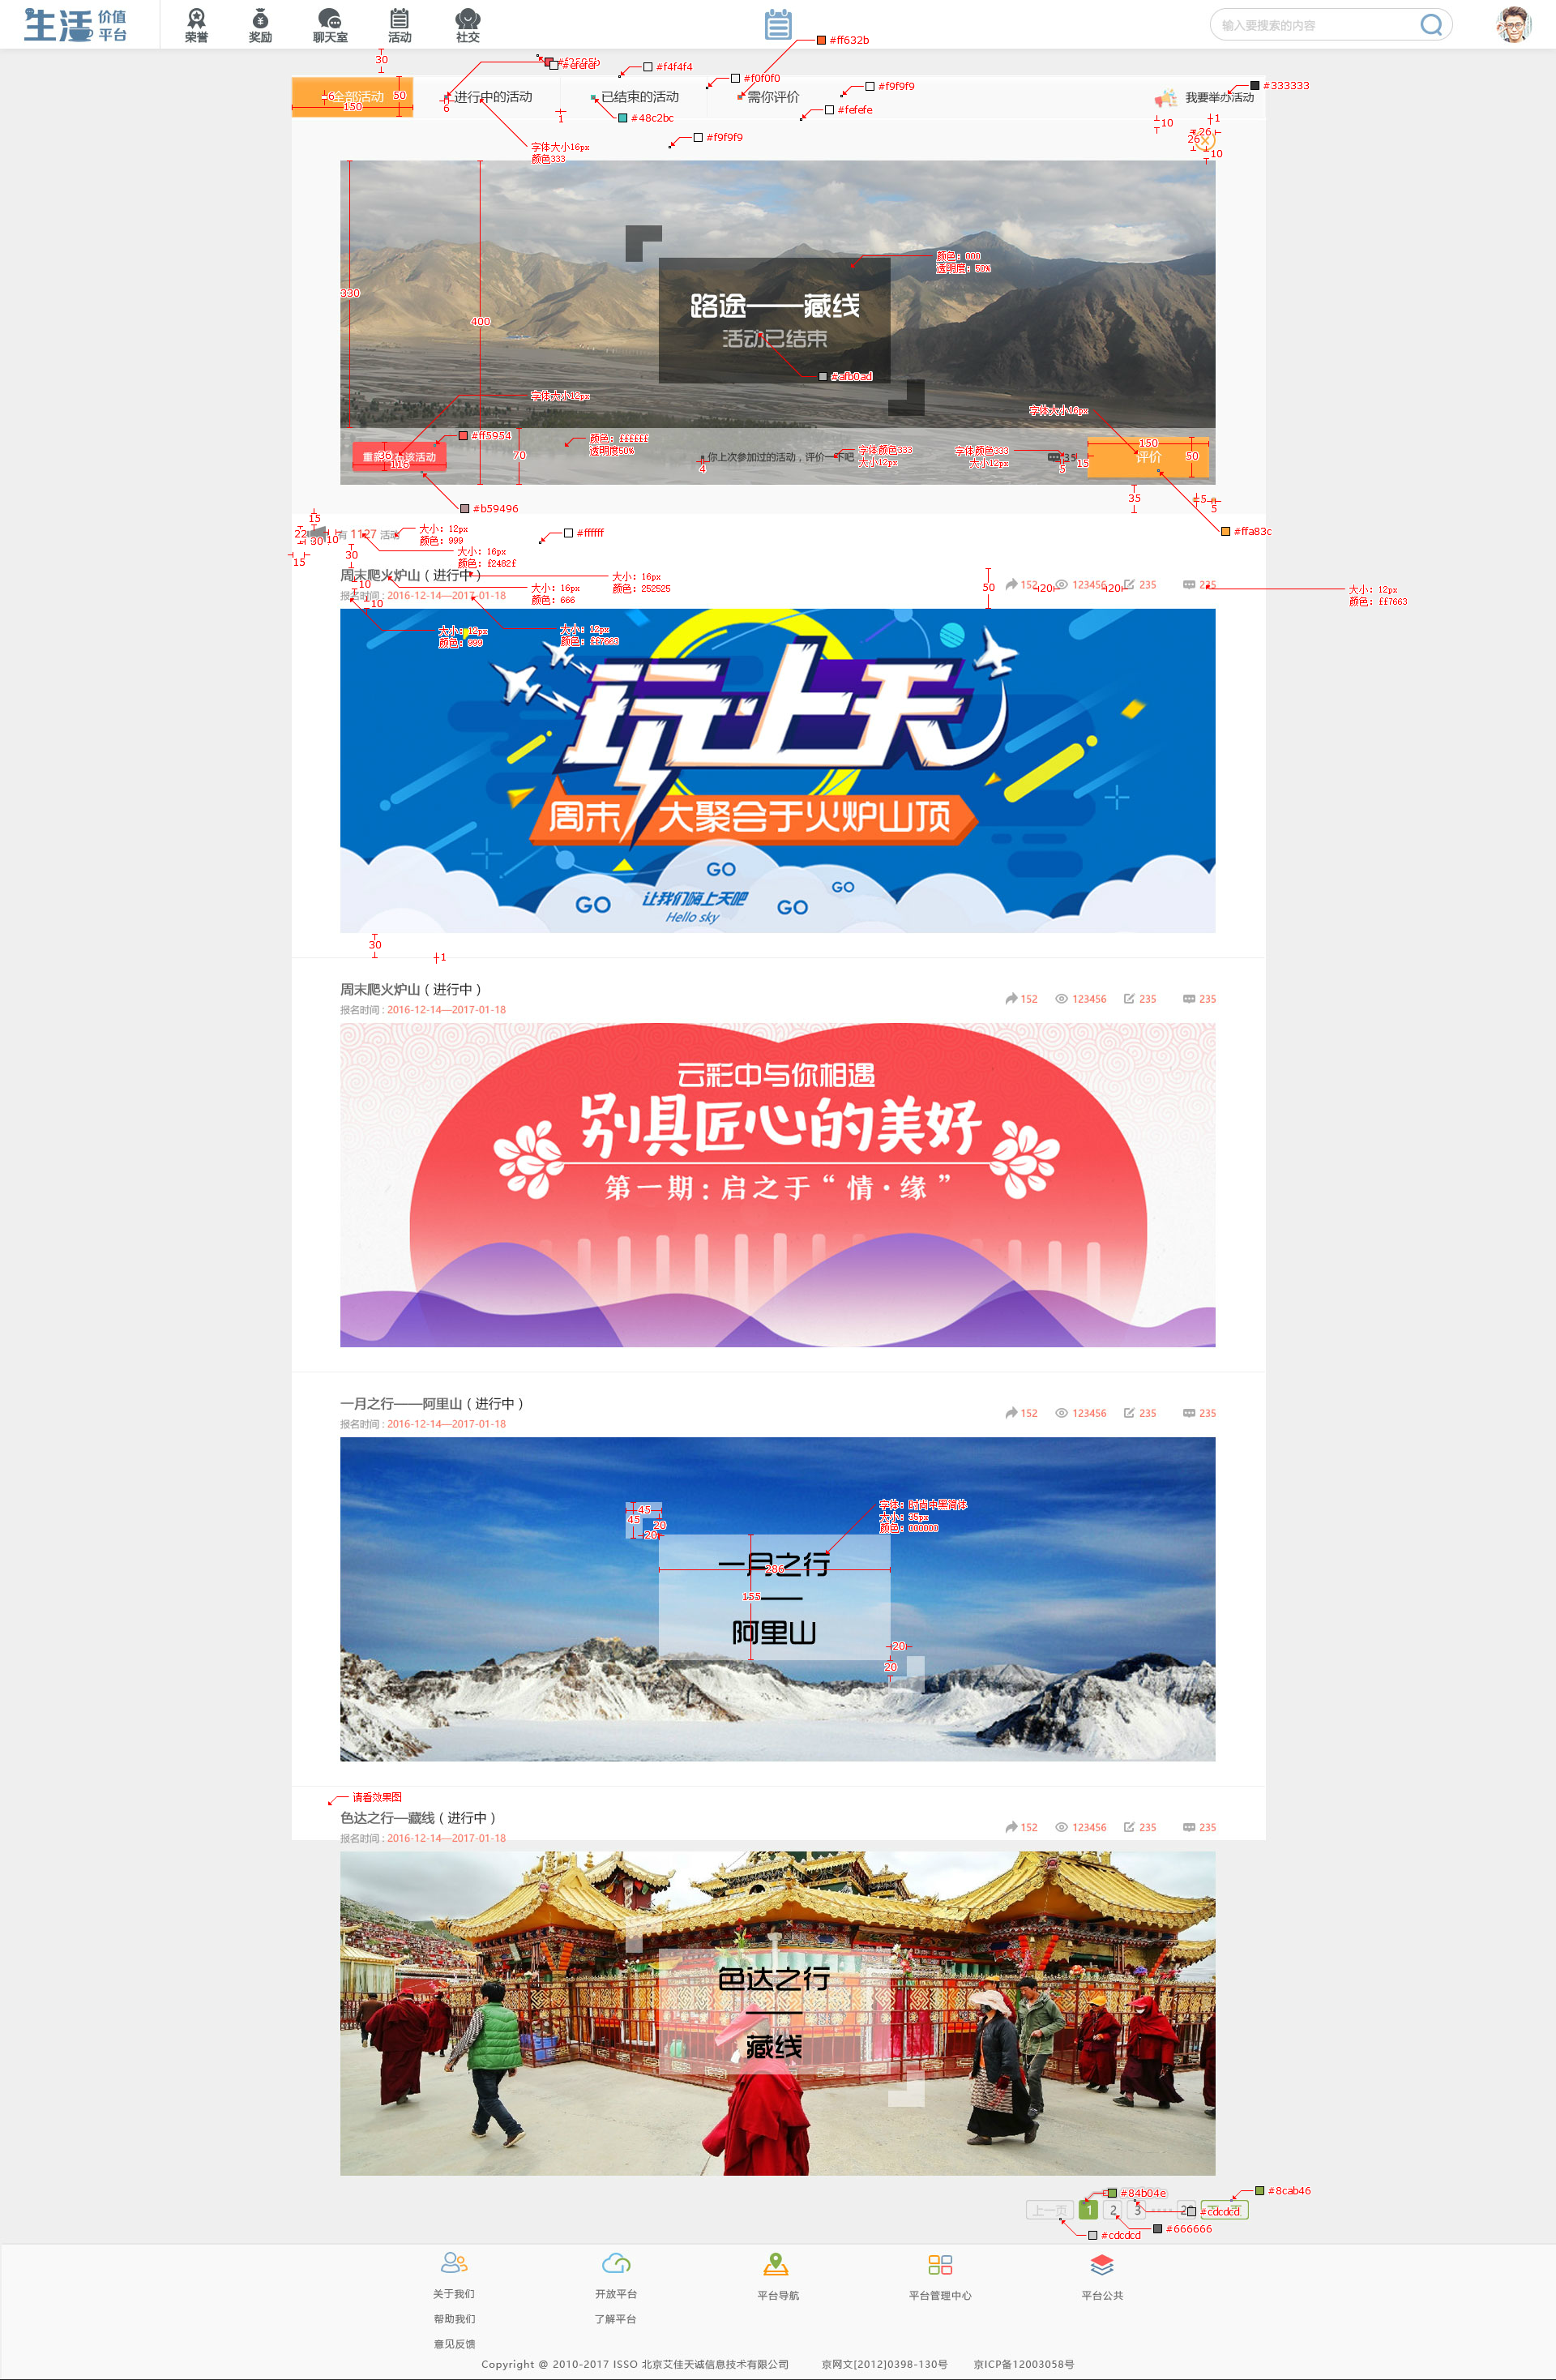 生活 价值平台
荣誉
奖励
聊天室
活动
社交
输入要搜索的内容
#ff632b
30
#efefef
#f4f4f4
#f0f0f0
#f9f9f9
#333333
全部活动
进行中的活动
已结束的活动
需你评价
我要举办活动
6
150
50
6
1
#48c2bc
#fefefe
10
1
#f9f9f9
26
26
10
字体大小16px
颜色333
颜色：000
透明度：50%
330
400
路途——藏线
活动已结束
#afb0ad
字体大小12px
字体大小16px
#ff5954
颜色：ffffff
透明度50%
字体颜色333
大小12px
字体颜色333
大小12px
36
116
70
你上次参加过的活动，评价一下吧
4
35
5
15
150
评价
50
#b59496
35
5
5
#ffa83c
15
22
30
10
有 1127 活动
大小：12px
颜色：999
#ffffff
15
30
大小：16px
颜色：f2482f
周末爬火炉山 ( 进行中 )
大小：16px
颜色：252525
大小：16px
颜色：666
10
报名时间 : 2016-12-14—2017-01-18
10
50
152
123456
235
235
20
20
大小：12px
颜色：ff7663
大小：12px
颜色：999
大小：12px
颜色：ff7663
玩上天
周末 大聚会于火炉山顶
GO
GO
GO
GO
让我们嗨上天吧
Hello sky
30
1
周末爬火炉山 ( 进行中 )
报名时间 : 2016-12-14—2017-01-18
152
123456
235
235
云彩中与你相遇
别具匠心的美好
第一期：启之于“情·缘”
一月之行——阿里山 ( 进行中 )
报名时间 : 2016-12-14—2017-01-18
152
123456
235
235
45
45
20
20
字体：时尚中黑简体
大小：35px
颜色：000000
一月之行
286
155
阿里山
20
20
请看效果图
色达之行—藏线 ( 进行中 )
报名时间 : 2016-12-14—2017-01-18
152
123456
235
235
色达之行
藏线
#84b04e
#8cab46
上一页
1
2
3
#cdcdcd
#cdcdcd
#666666
关于我们
开放平台
平台导航
平台管理中心
平台公共
帮助我们
了解平台
意见反馈
Copyright @ 2010-2017 ISSO 北京艾佳天诚信息技术有限公司 京网文[2012]0398-130号 京ICP备12003058号